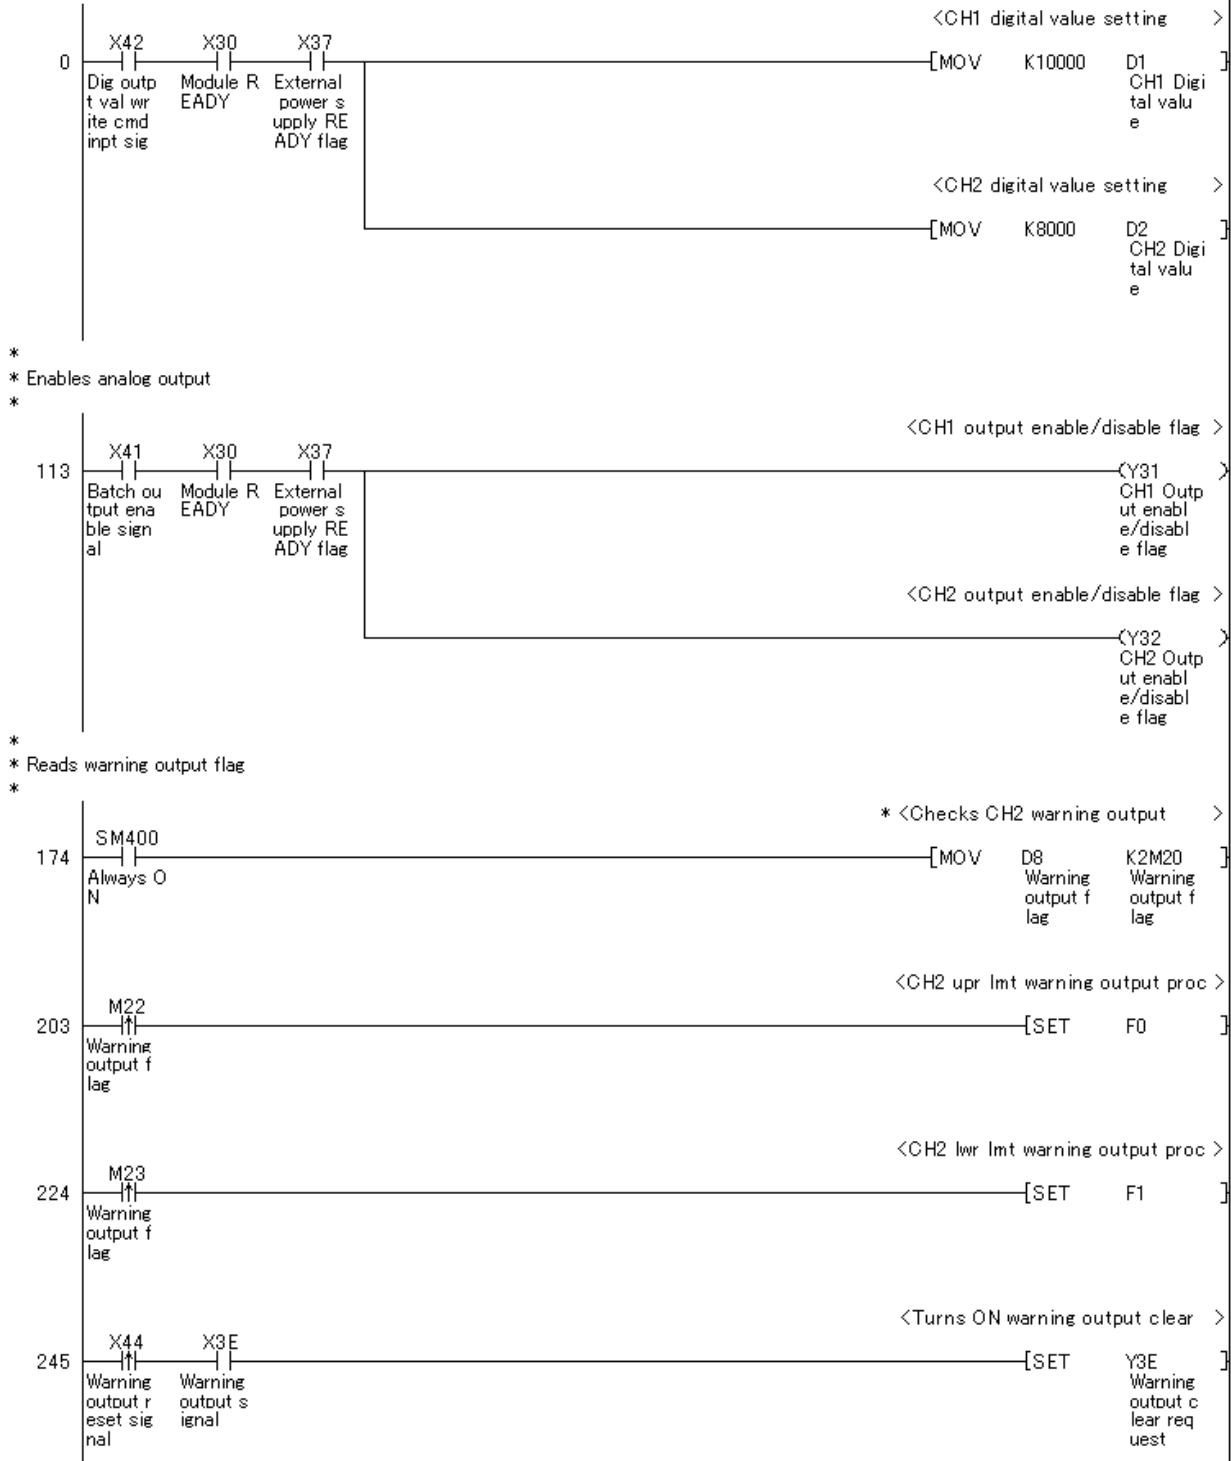 <CH1 digital value setting >
X42 X30 X37
0 [MOV K10000 D1 ]
Dig outp Module R External CH1 Digi
t val wr EADY power s tal valu
ite cmd upply RE e
inpt sig ADY flag
<CH2 digital value setting >
[MOV K8000 D2 ]
CH2 Digi
tal valu
e
*
* Enables analog output
*
<CH1 output enable/disable flag >
X41 X30 X37
113 (Y31 )
Batch ou Module R External CH1 Outp
tput ena EADY power s ut enabl
ble sign upply RE e/disabl
al ADY flag e flag
<CH2 output enable/disable flag >
(Y32 )
CH2 Outp
ut enabl
e/disabl
e flag
*
* Reads warning output flag
*
* <Checks CH2 warning output >
SM400
174 [MOV D8 K2M20 ]
Always O Warning Warning
N output f output f
lag lag
<CH2 upr lmt warning output proc >
M22
203 [SET F0 ]
Warning
output f
lag
<CH2 lwr lmt warning output proc >
M23
224 [SET F1 ]
Warning
output f
lag
<Turns ON warning output clear >
X44 X3E
245 [SET Y3E ]
Warning Warning Warning
output r output s output c
eset sig ignal lear req
nal uest